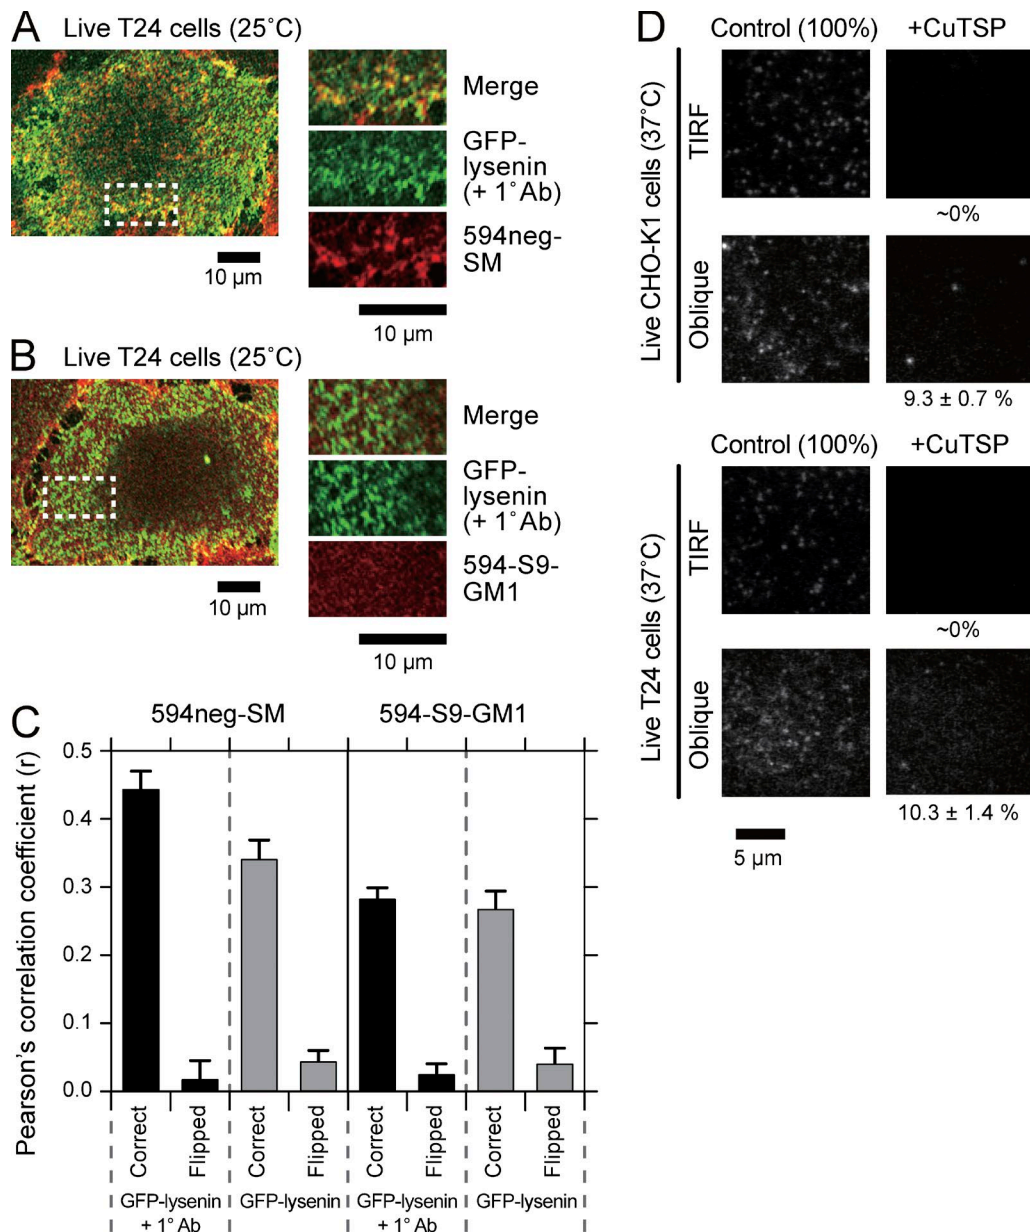 A Live T24 cells (25˚C)
Merge
GFP-
lysenin
(+ 1˚ Ab)
594neg-
SM
10 µm
10 µm
B Live T24 cells (25˚C)
Merge
GFP-
lysenin
(+ 1˚ Ab)
594-S9-
GM1
10 µm
10 µm
C
594neg-SM 594-S9-GM1
Pearson's correlation coefficient (r)
0.5
0.4
0.3
0.2
0.1
0.0
Correct Flipped Correct Flipped Correct Flipped Correct Flipped
GFP-lysenin GFP-lysenin GFP-lysenin GFP-lysenin
+ 1˚ Ab + 1˚ Ab
D
Control (100%) +CuTSP
Live CHO-K1 cells (37˚C)
TIRF
~0%
Oblique
9.3 ± 0.7 %
Control (100%) +CuTSP
Live T24 cells (37˚C)
TIRF
~0%
Oblique
10.3 ± 1.4 %
5 µm